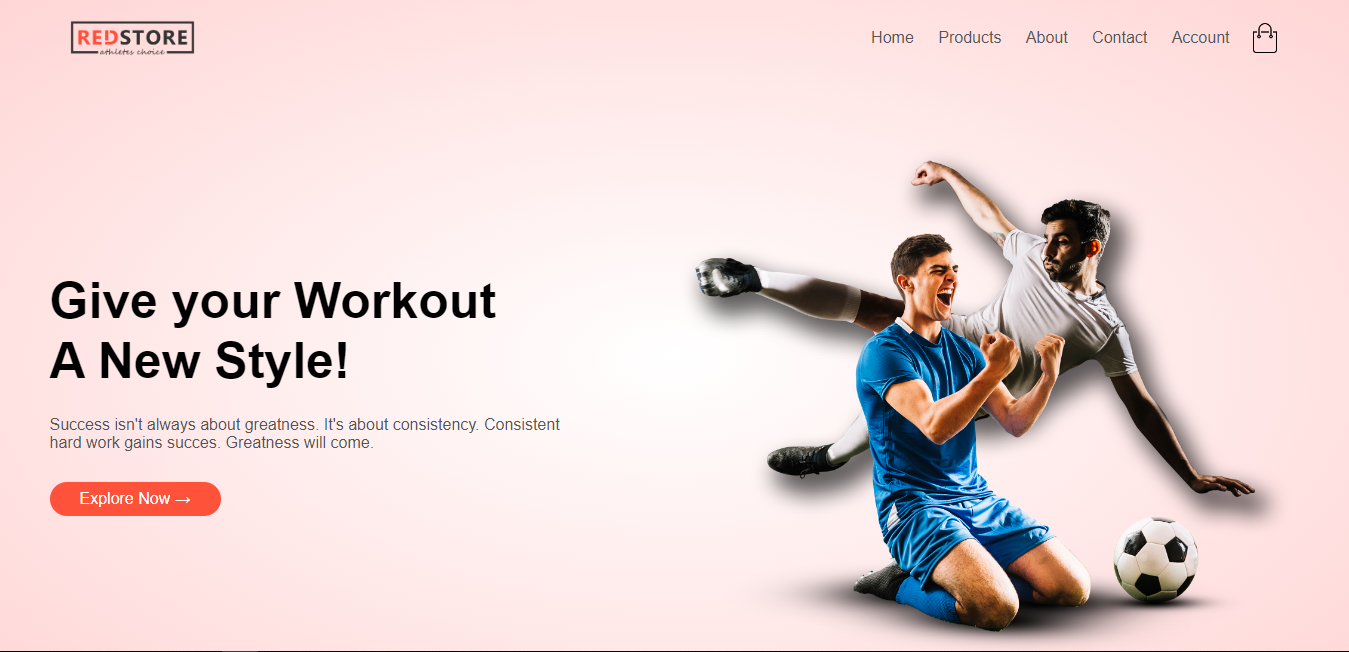 REDSTORE
athletes choice
Home Products About Contact Account
Give your Workout
A New Style!
Success isn't always about greatness. It's about consistency. Consistent
hard work gains succes. Greatness will come.
Explore Now →